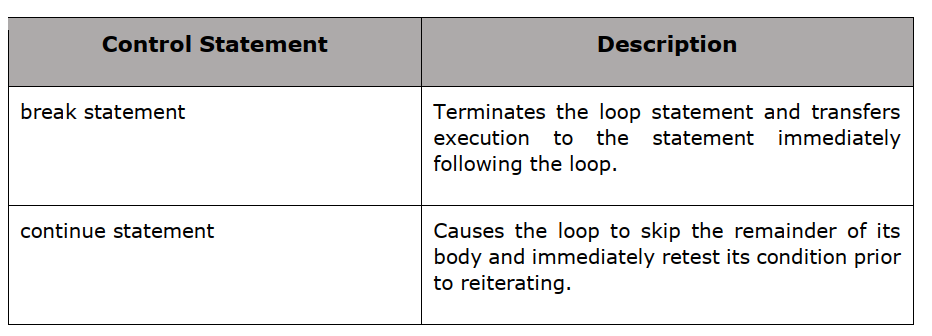 Control Statement
Description
break statement
Terminates the loop statement and transfers
execution to the statement immediately
following the loop.
continue statement
Causes the loop to skip the remainder of its
body and immediately retest its condition prior
to reiterating.